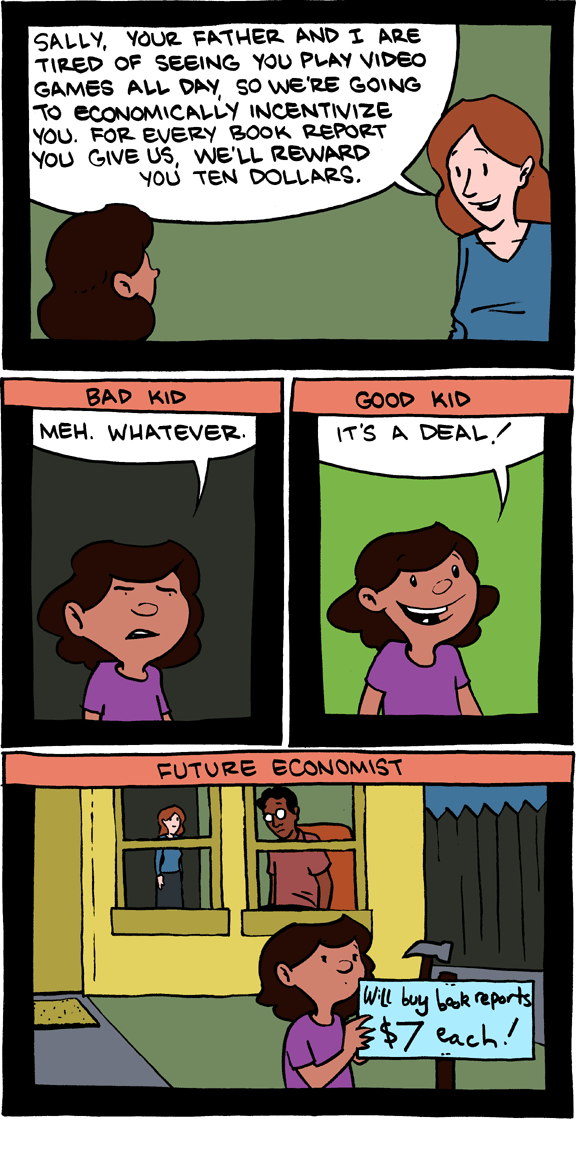 SALLY, YOUR FATHER AND I ARE
TIRED OF SEEING YOU PLAY VIDEO
GAMES ALL DAY, SO WE'RE GOING
TO ECONOMICALLY INCENTIVIZE
YOU. FOR EVERY BOOK REPORT
YOU GIVE US, WE'LL REWARD
YOU TEN DOLLARS.
BAD KID
MEH. WHATEVER.
GOOD KID
IT'S A DEAL!
FUTURE ECONOMIST
Will buy book reports
$7 each!